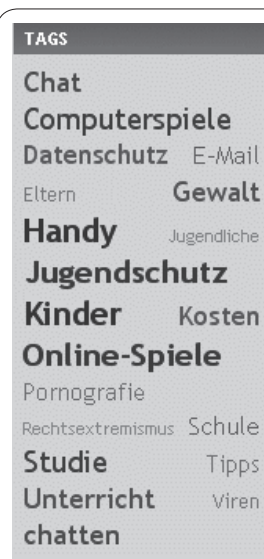 TAGS
Chat
Computerspiele
Datenschutz E-Mail
Eltern Gewalt
Handy Jugendliche
Jugendschutz
Kinder Kosten
Online-Spiele
Pornografie
Rechtsextremismus Schule
Studie Tipps
Unterricht Viren
chatten